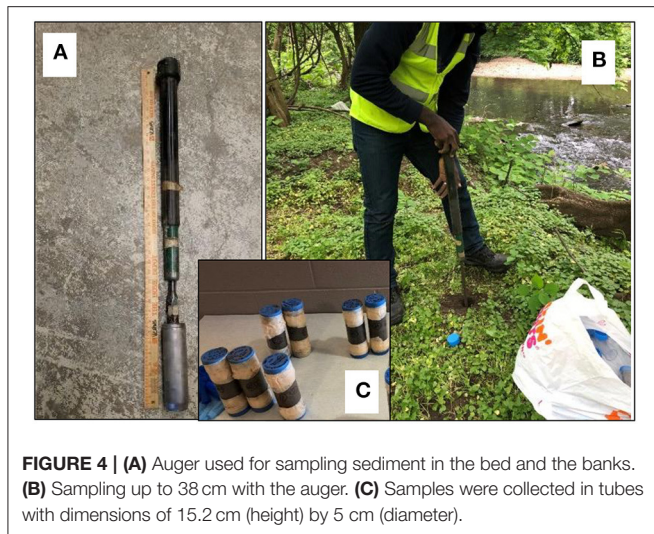 A
B
C
FIGURE 4 | (A) Auger used for sampling sediment in the bed and the banks.
(B) Sampling up to 38 cm with the auger. (C) Samples were collected in tubes
with dimensions of 15.2 cm (height) by 5 cm (diameter).